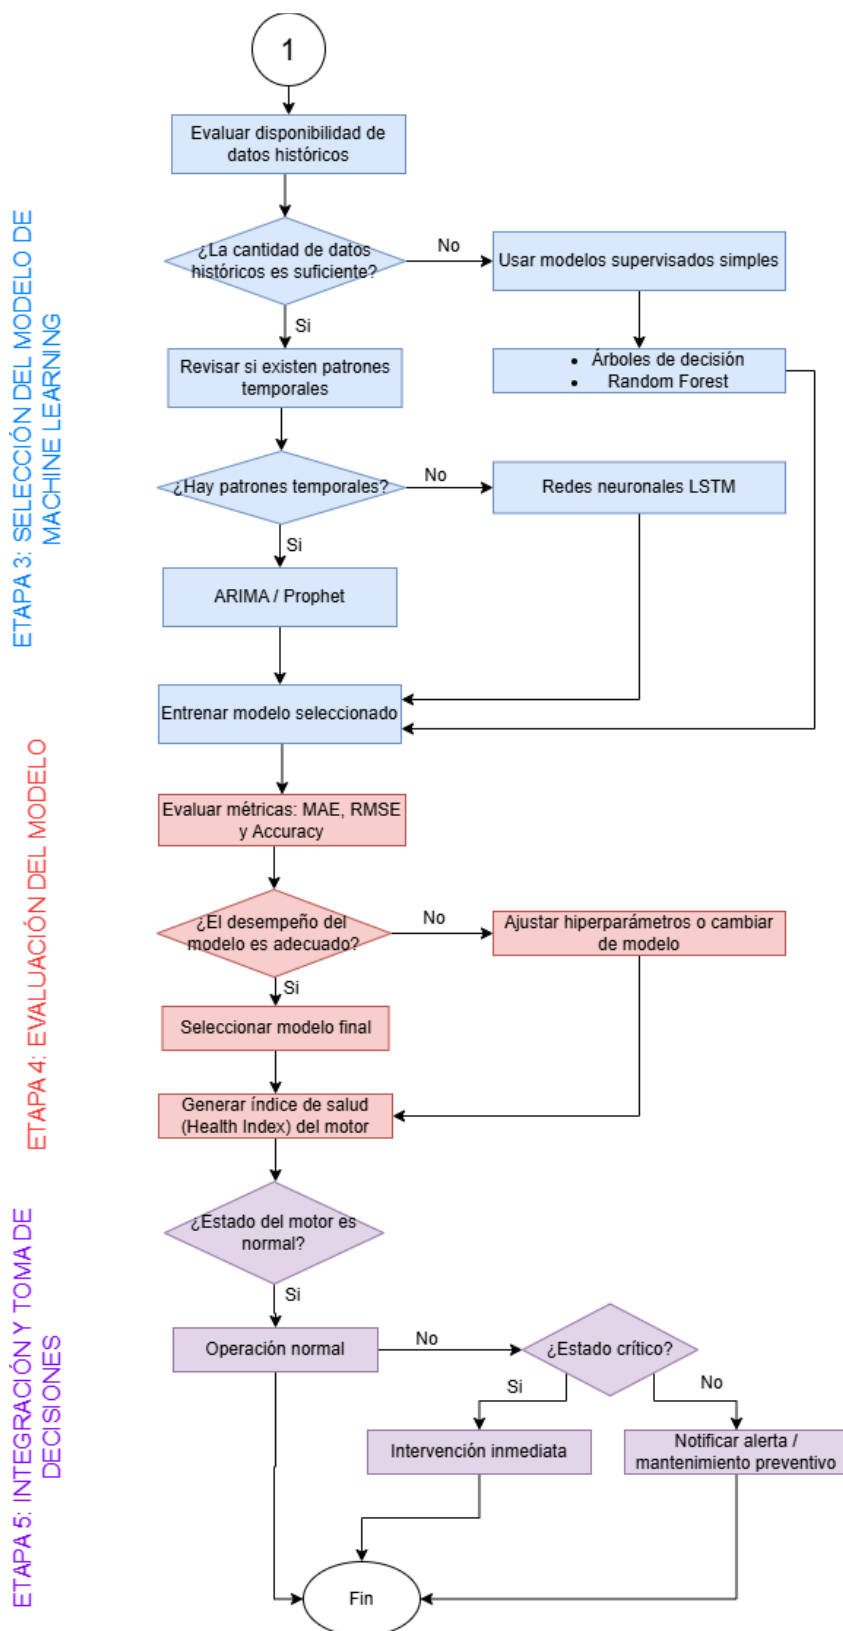 1
Evaluar disponibilidad de
datos históricos
¿La cantidad de datos
históricos es suficiente?
No
Usar modelos supervisados simples
Si
Revisar si existen patrones
temporales
• Árboles de decisión
• Random Forest
¿Hay patrones temporales?
No
Redes neuronales LSTM
Si
ARIMA / Prophet
Entrenar modelo seleccionado
ETAPA 3: SELECCIÓN DEL MODELO DE
MACHINE LEARNING
Evaluar métricas: MAE, RMSE
y Accuracy
¿El desempeño del
modelo es adecuado?
No
Ajustar hiperparámetros o cambiar
de modelo
Si
Seleccionar modelo final
Generar índice de salud
(Health Index) del motor
ETAPA 4: EVALUACIÓN DEL MODELO
¿Estado del motor es
normal?
Si
Operación normal
No
¿Estado crítico?
Si
No
Intervención inmediata
Notificar alerta /
mantenimiento preventivo
Fin
ETAPA 5: INTEGRACIÓN Y TOMA DE
DECISIONES